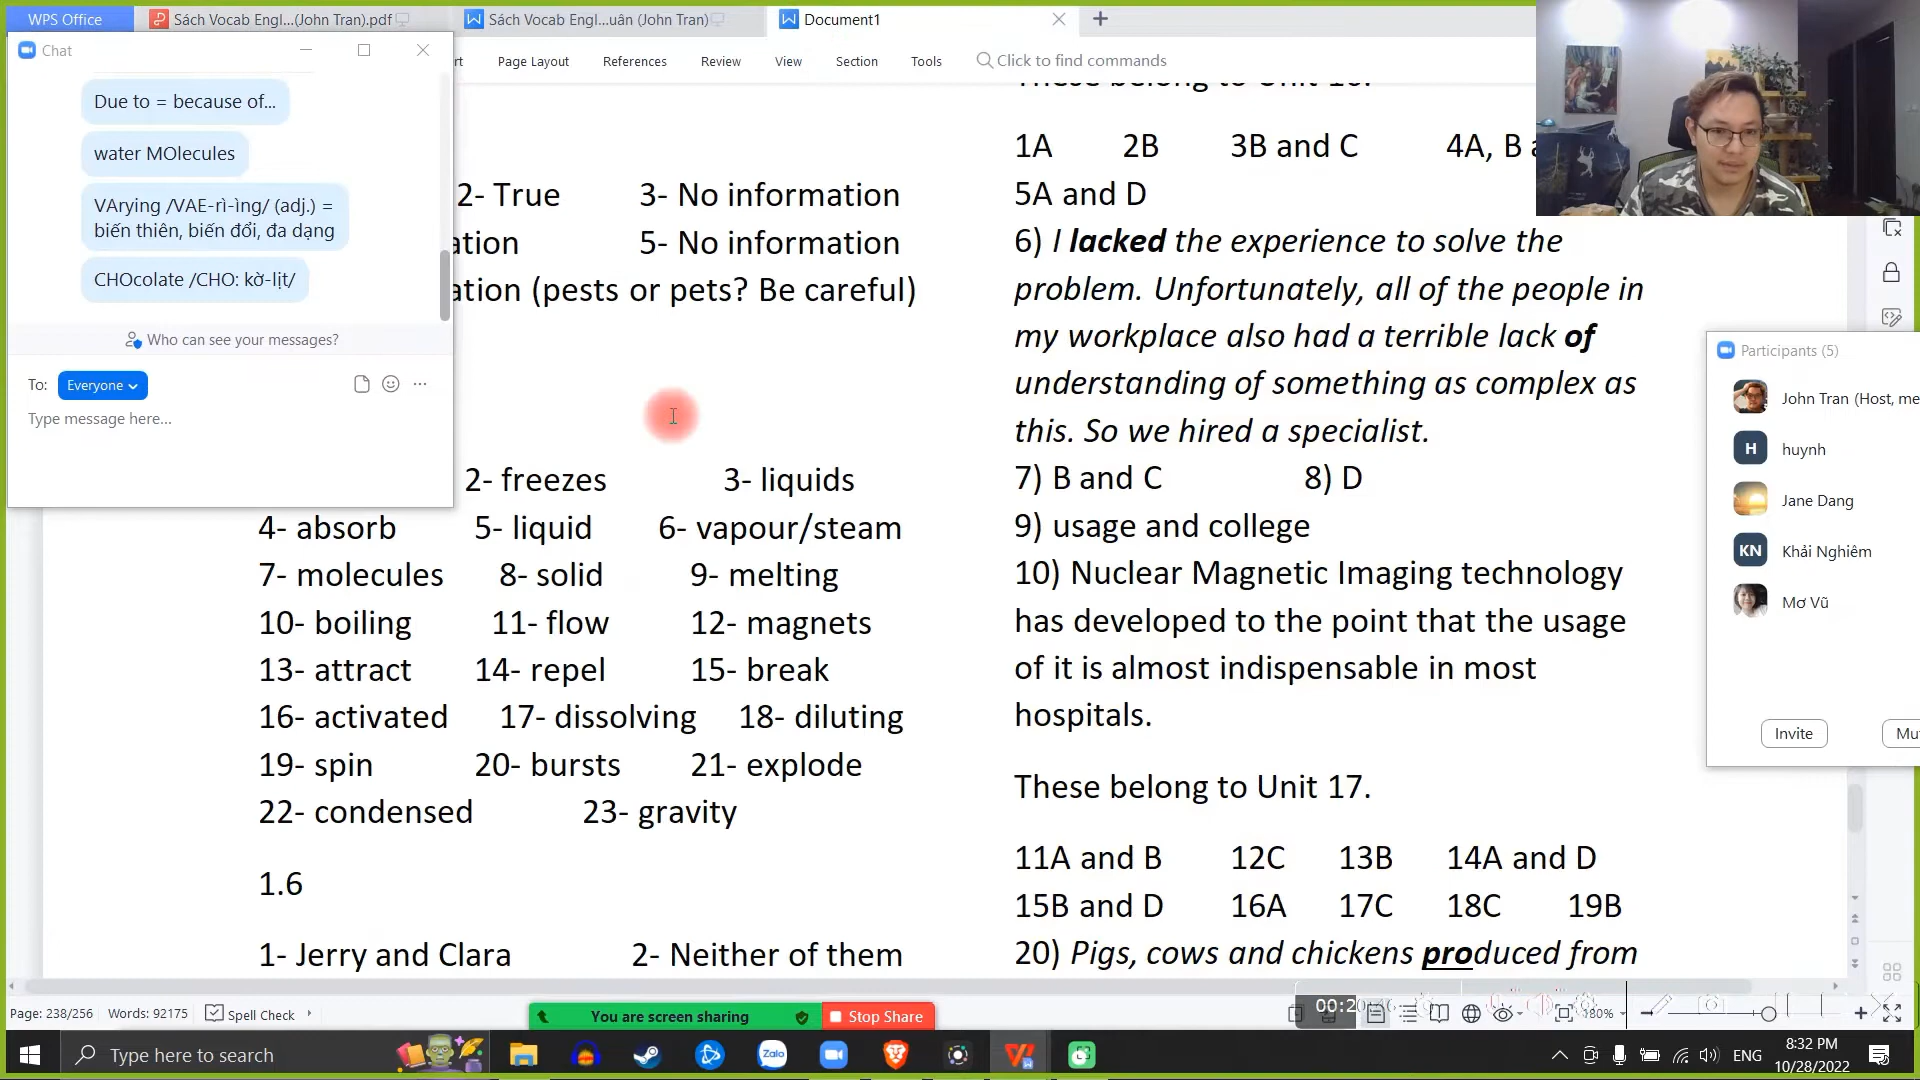 WPS Office
Sách Vocab Engl...(John Tran).pdf
Sách Vocab Engl...uân (John Tran)
Document1
Chat
Page Layout
References
Review
View
Section
Tools
Click to find commands
Due to = because of...
water MOlecules
VArying /VAE-rì-ìng/ (adj.) =
biến thiên, biến đổi, đa dạng
CHOcolate /CHO: kờ-lịt/
Who can see your messages?
To: Everyone
Type message here...
2- True 3- No information
ation 5- No information
ation (pests or pets? Be careful)
2- freezes 3- liquids
4- absorb 5- liquid 6- vapour/steam
7- molecules 8- solid 9- melting
10- boiling 11- flow 12- magnets
13- attract 14- repel 15- break
16- activated 17- dissolving 18- diluting
19- spin 20- bursts 21- explode
22- condensed 23- gravity
1.6
1- Jerry and Clara 2- Neither of them
1A 2B 3B and C 4A, B
5A and D
6) I lacked the experience to solve the
problem. Unfortunately, all of the people in
my workplace also had a terrible lack of
understanding of something as complex as
this. So we hired a specialist.
7) B and C 8) D
9) usage and college
10) Nuclear Magnetic Imaging technology
has developed to the point that the usage
of it is almost indispensable in most
hospitals.
These belong to Unit 17.
11A and B 12C 13B 14A and D
15B and D 16A 17C 18C 19B
20) Pigs, cows and chickens produced from
Participants (5)
John Tran (Host, me
H huynh
Jane Dang
KN Khải Nghiêm
Mơ Vũ
Invite
Mu
Page: 238/256 Words: 92175 Spell Check
You are screen sharing
Stop Share
180%
Type here to search
Zalo
ENG
8:32 PM
10/28/2022